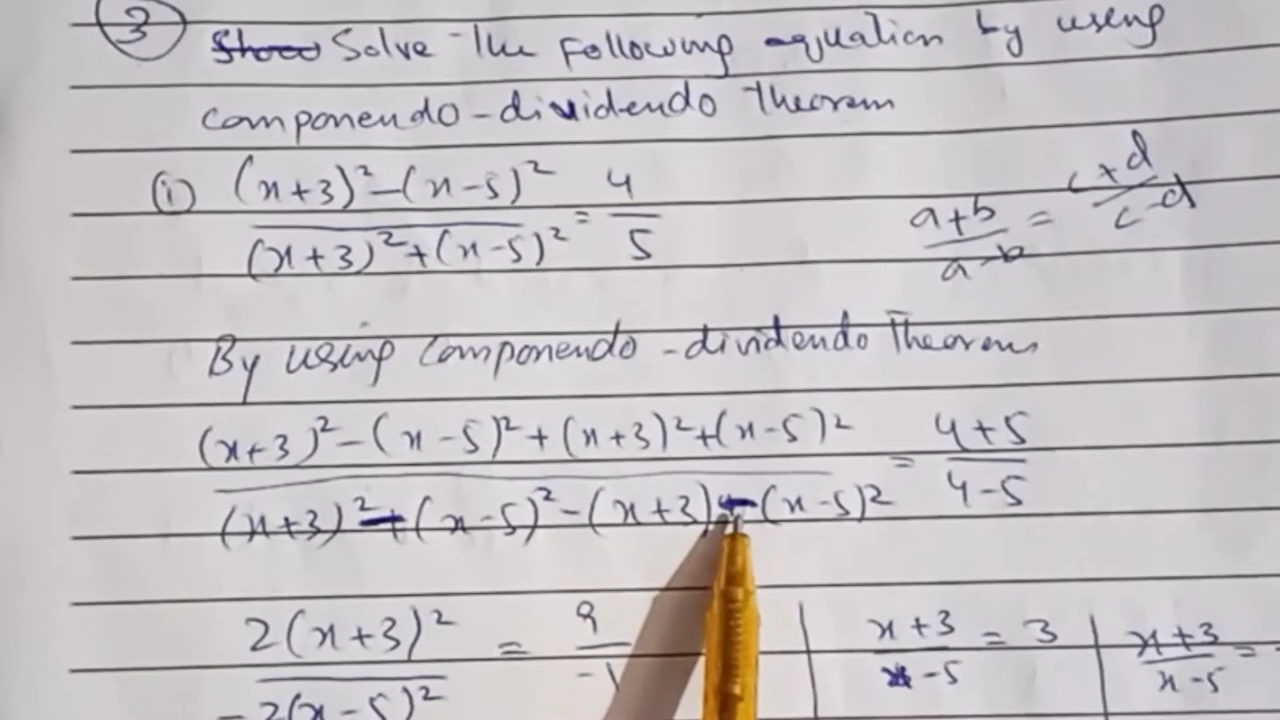 3
Solve the following equation by using
componendo-dividendo theorem
(i) (x+3)²-(x-5)² / (x+3)²+(x-5)² = 4/5
a+b / a-b = c+d / c-d
By using Componendo-dividendo Theorem
(x+3)²-(x-5)²+(x+3)²+(x-5)² / (x+3)²-(x-5)²-(x+3)-(x-5)² = 4+5 / 4-5
2(x+3)² / -2(x-5)² = 9 / -1
x+3 / x-5 = 3
x+3 / x-5 =